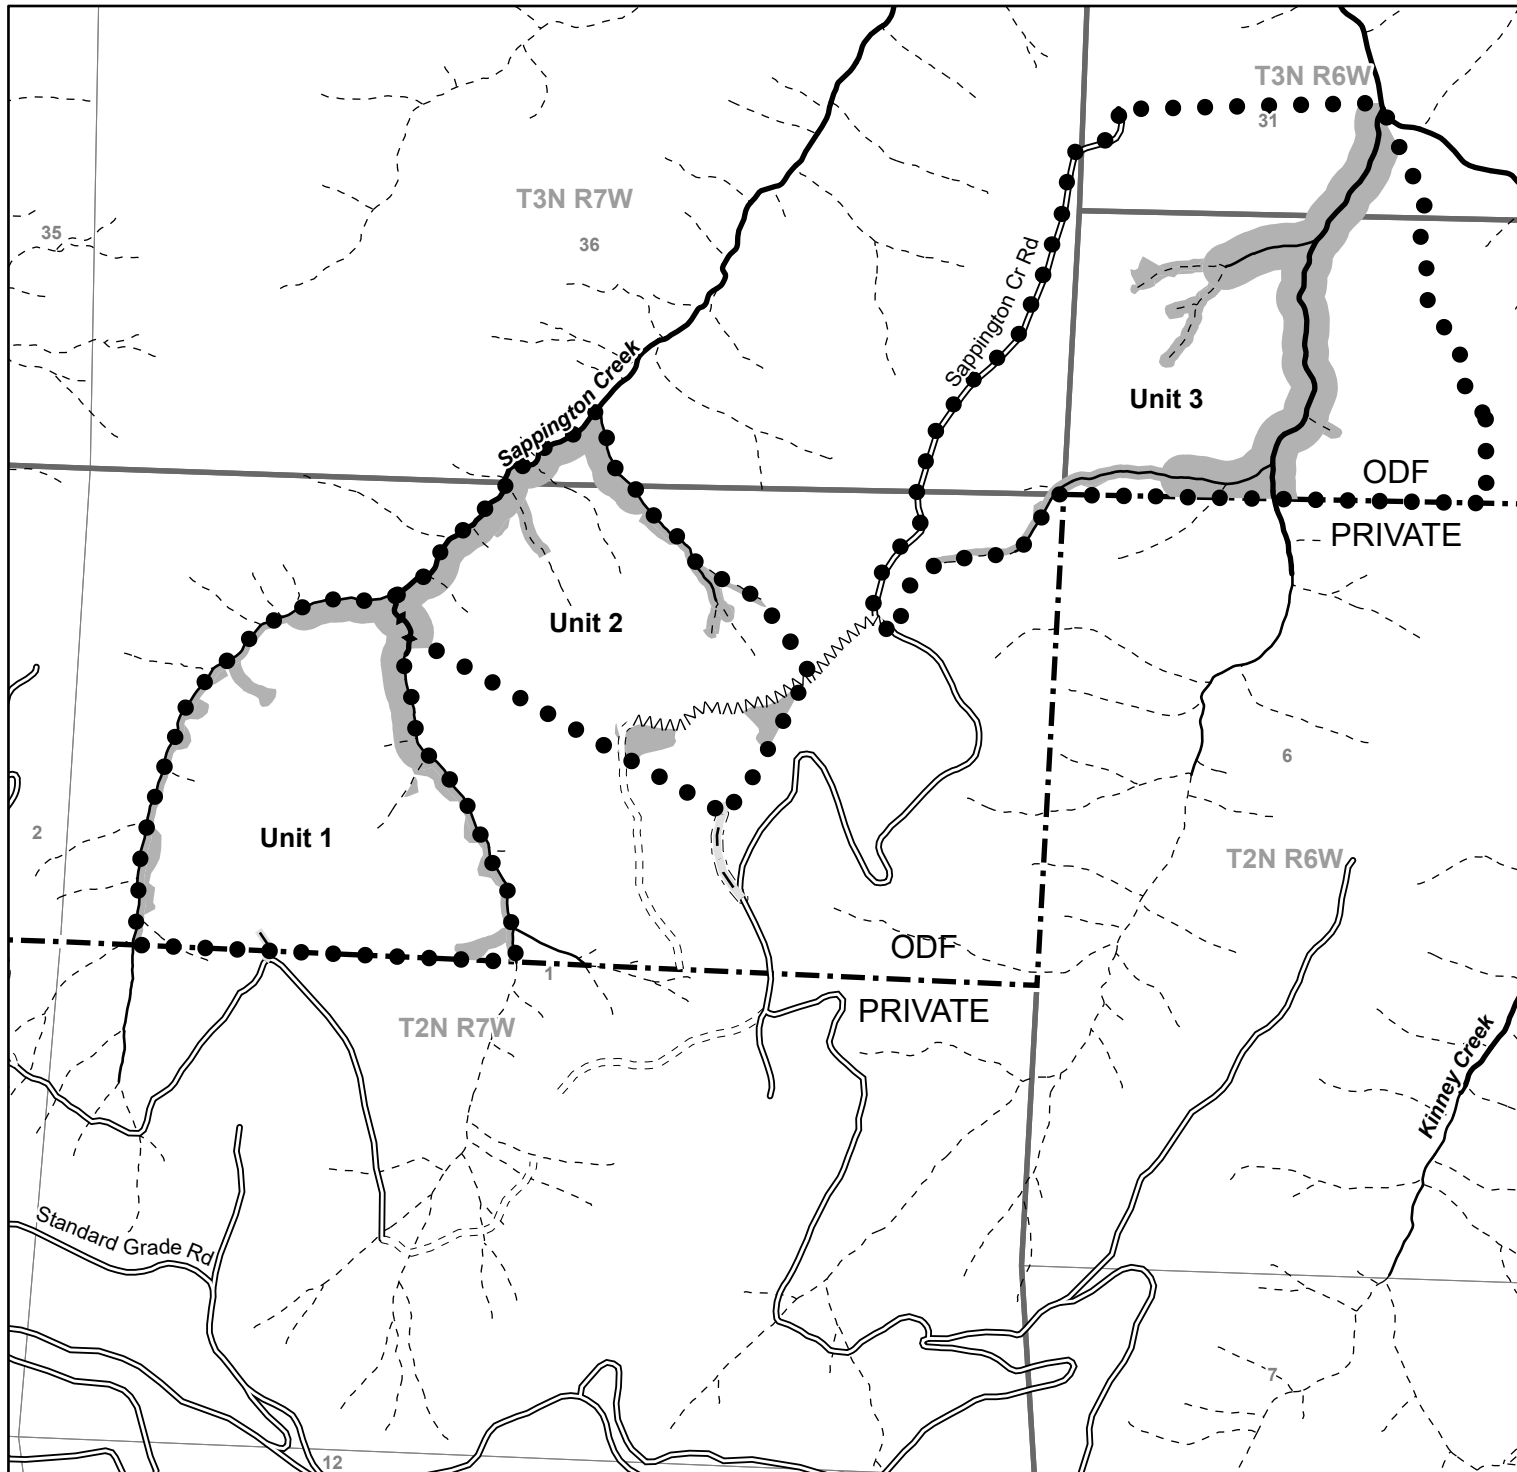 T3N R6W
31
T3N R7W
35
36
Sappington Cr Rd
Sappington Creek
Unit 3
ODF
PRIVATE
Unit 2
6
2
Unit 1
T2N R6W
ODF
1
PRIVATE
T2N R7W
Kinney Creek
Standard Grade Rd
7
12